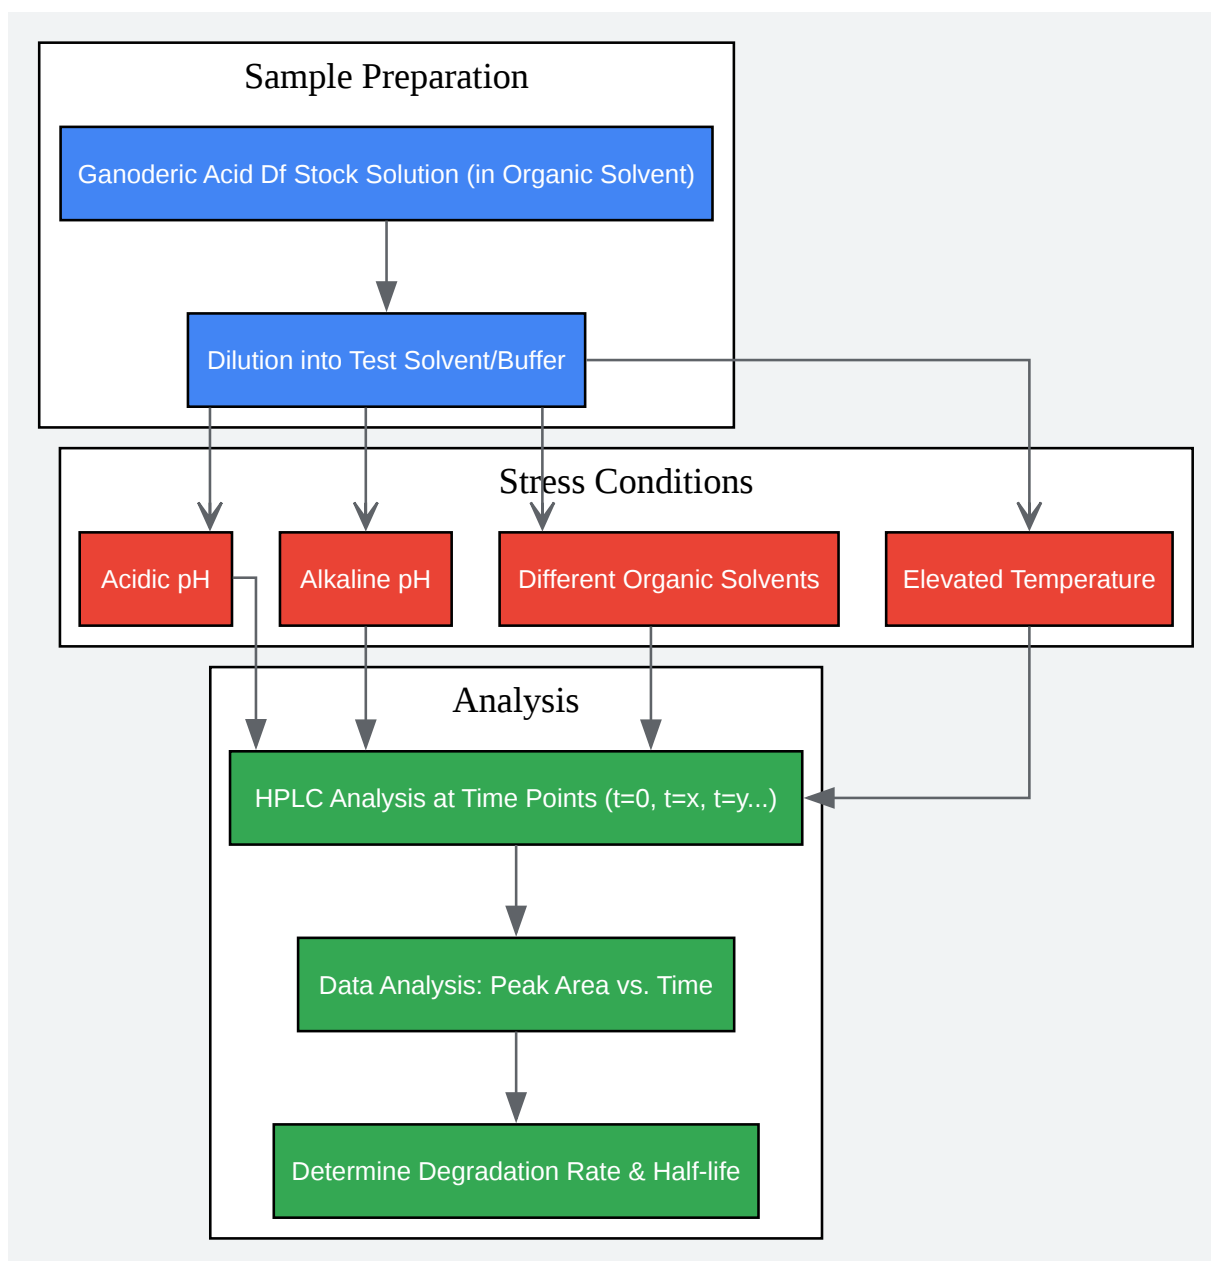 Sample Preparation
Ganoderic Acid Df Stock Solution (in Organic Solvent)
Dilution into Test Solvent/Buffer
Stress Conditions
Acidic pH
Alkaline pH
Different Organic Solvents
Elevated Temperature
Analysis
HPLC Analysis at Time Points (t=0, t=x, t=y...)
Data Analysis: Peak Area vs. Time
Determine Degradation Rate & Half-life